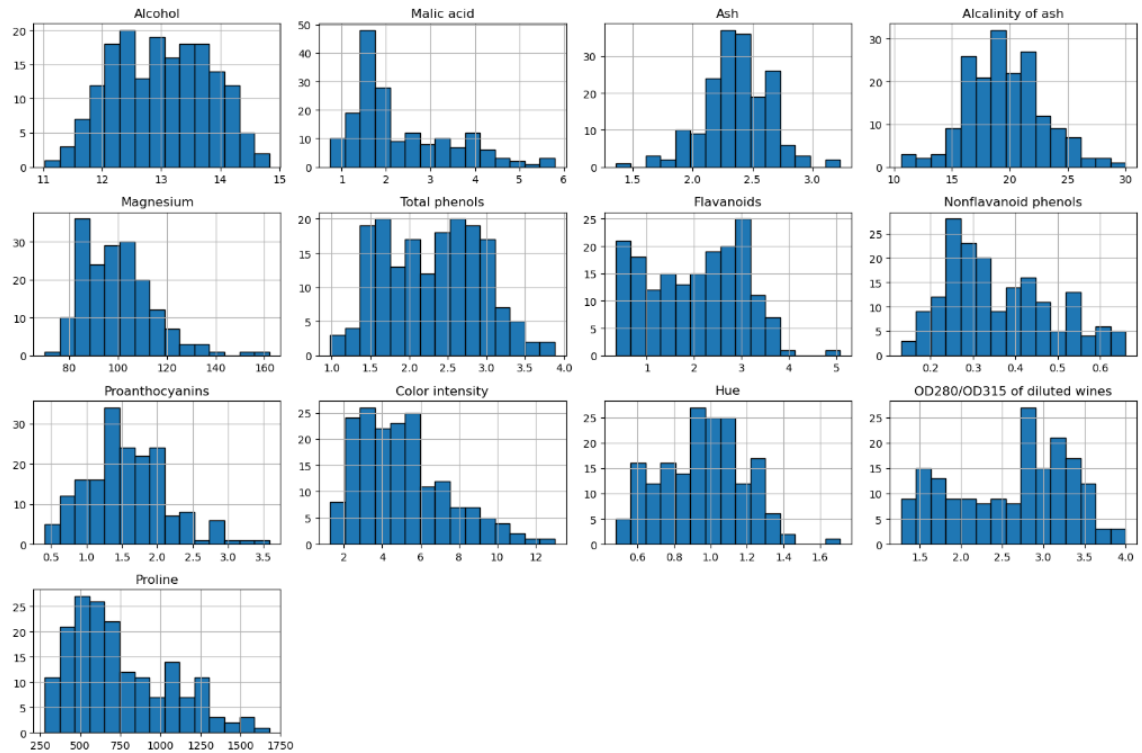 Alcohol
20
15
10
5
0
11 12 13 14 15
Malic acid
50
40
30
20
10
0
1 2 3 4 5 6
Ash
30
20
10
0
1.5 2.0 2.5 3.0
Alcalinity of ash
30
20
10
0
10 15 20 25 30
Magnesium
30
20
10
0
80 100 120 140 160
Total phenols
20
15
10
5
0
1.0 1.5 2.0 2.5 3.0 3.5 4.0
Flavanoids
25
20
15
10
5
0
1 2 3 4 5
Nonflavanoid phenols
25
20
15
10
5
0
0.2 0.3 0.4 0.5 0.6
Proanthocyanins
30
20
10
0
0.5 1.0 1.5 2.0 2.5 3.0 3.5
Color intensity
25
20
15
10
5
0
2 4 6 8 10 12
Hue
25
20
15
10
5
0
0.6 0.8 1.0 1.2 1.4 1.6
OD280/OD315 of diluted wines
25
20
15
10
5
0
1.5 2.0 2.5 3.0 3.5 4.0
Proline
25
20
15
10
5
0
250 500 750 1000 1250 1500 1750